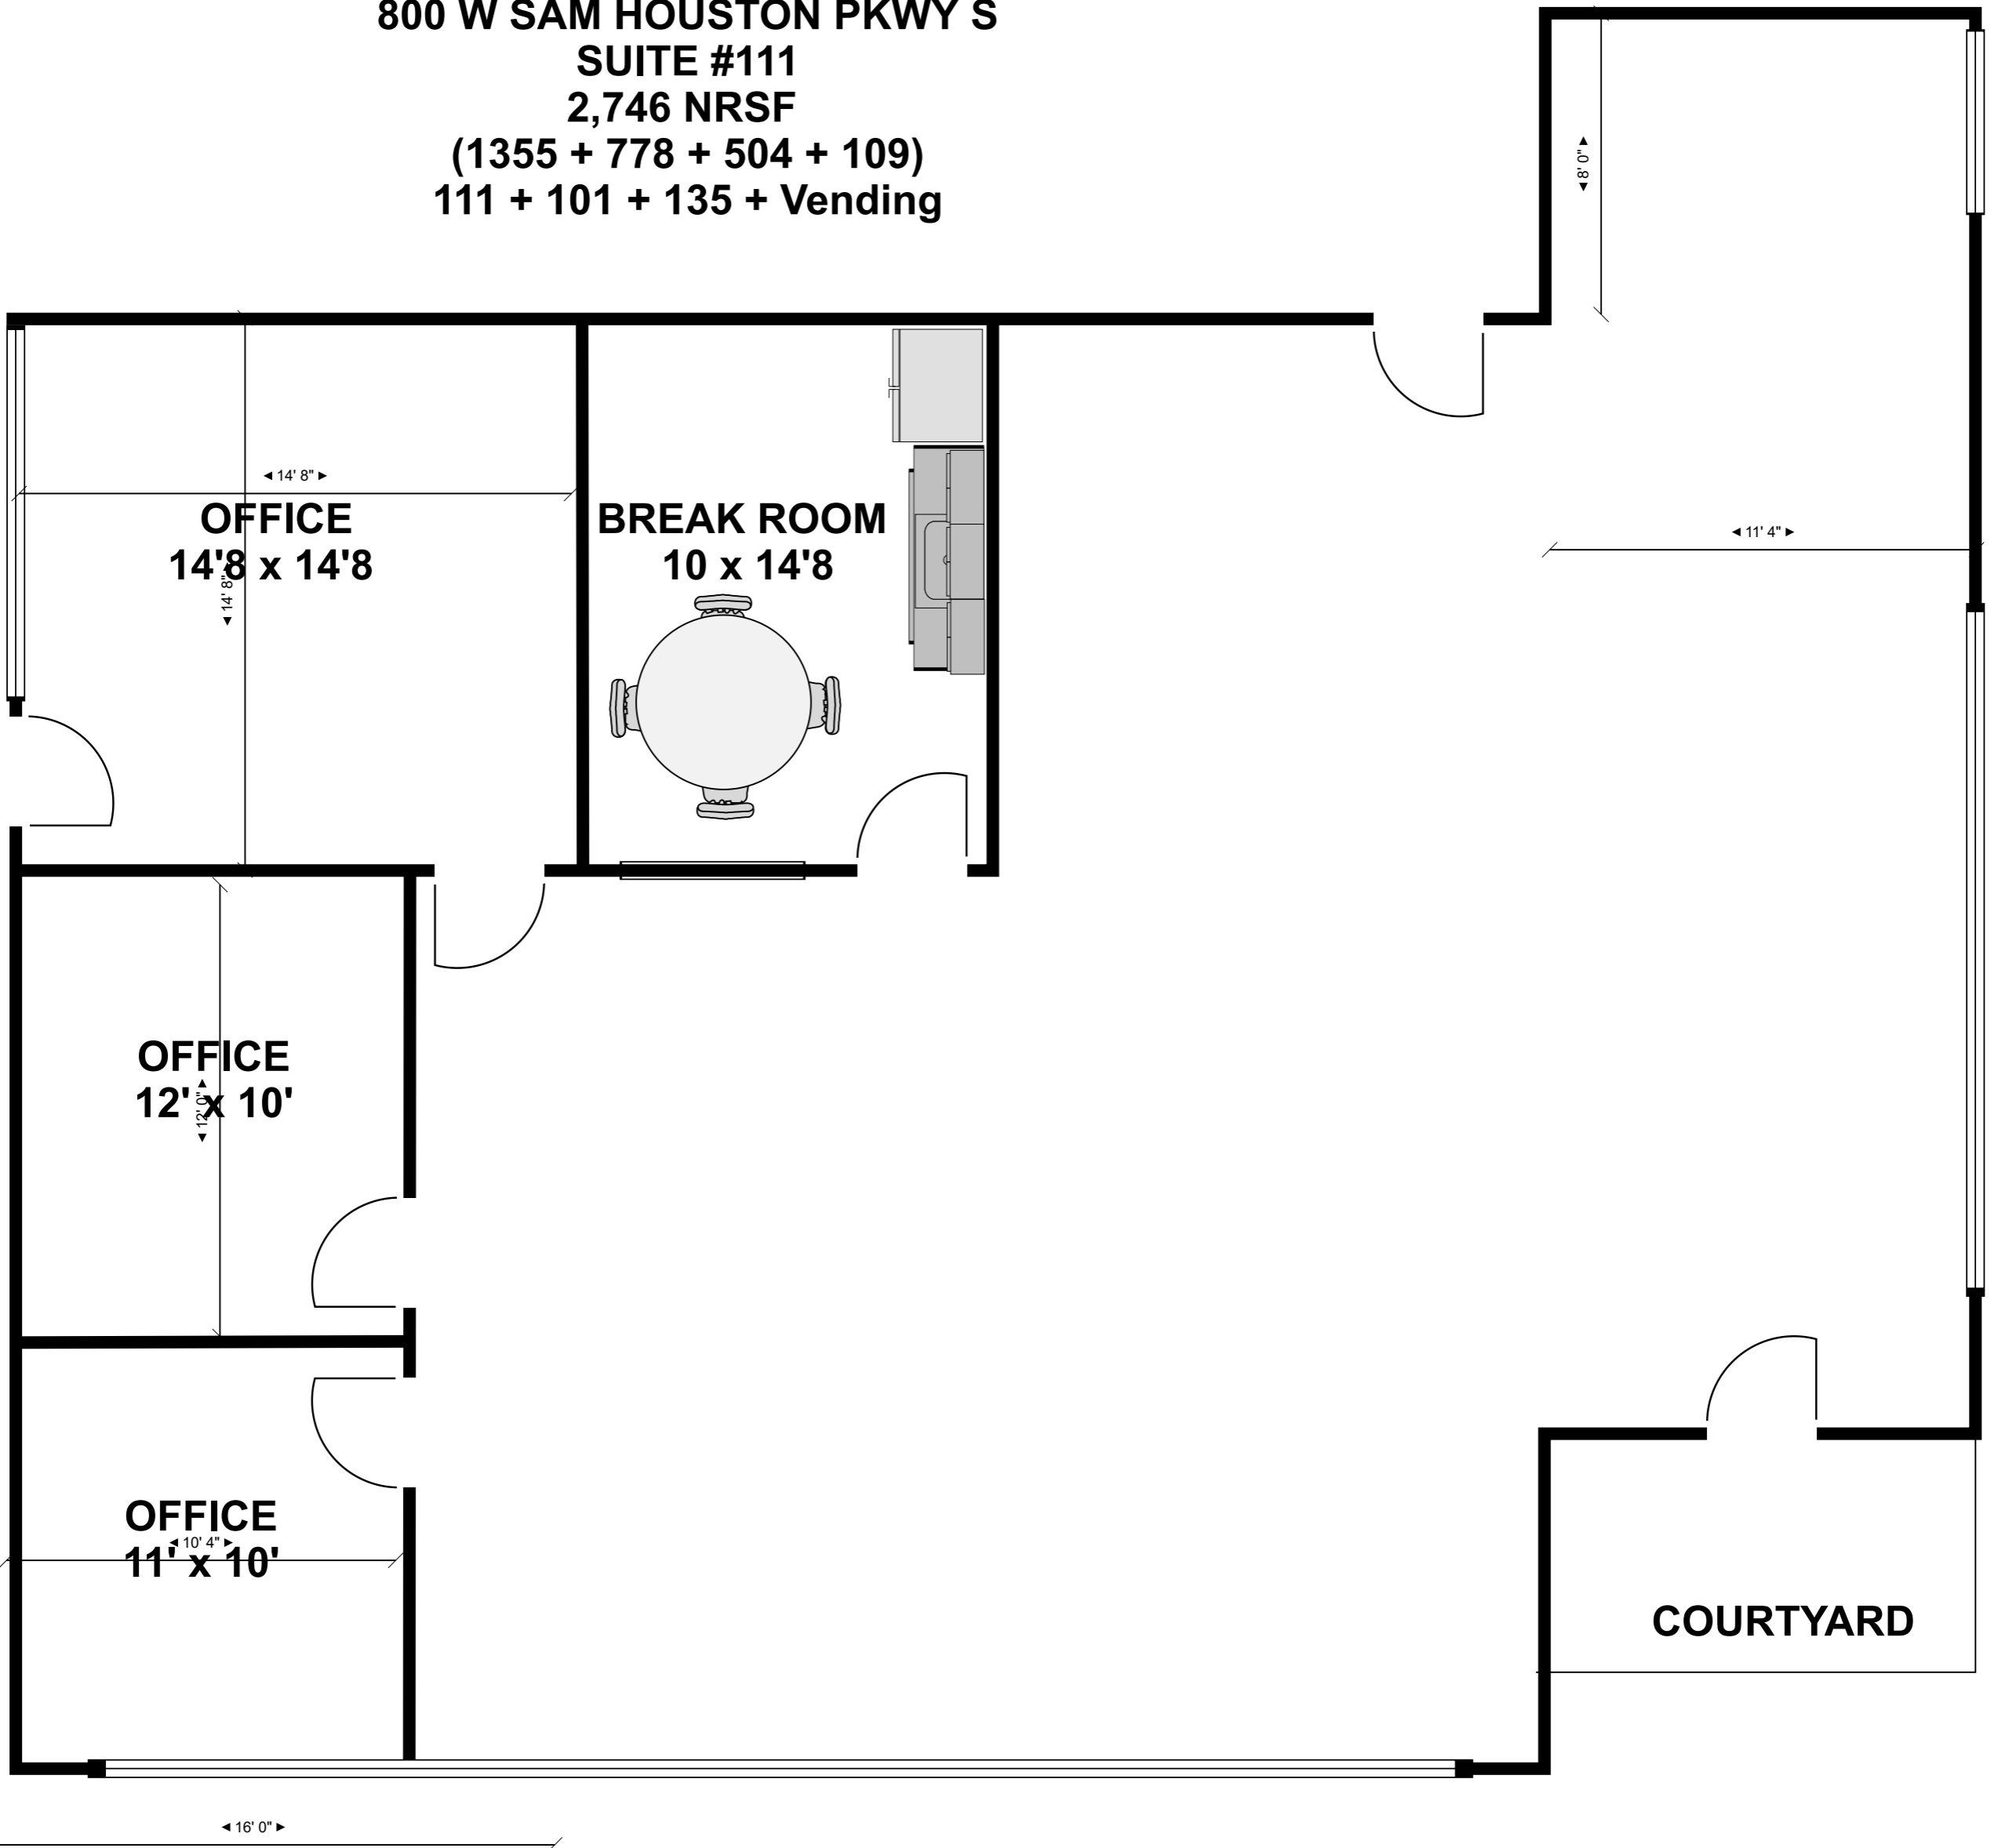 800 W SAM HOUSTON PKWY S
SUITE #111
2,746 NRSF
(1355 + 778 + 504 + 109)
111 + 101 + 135 + Vending
8' 0"
14' 8"
OFFICE
14'8 x 14'8
14' 8"
BREAK ROOM
10 x 14'8
11' 4"
OFFICE
12' x 10'
12' 0"
OFFICE
10' 4"
11' x 10'
COURTYARD
16' 0"